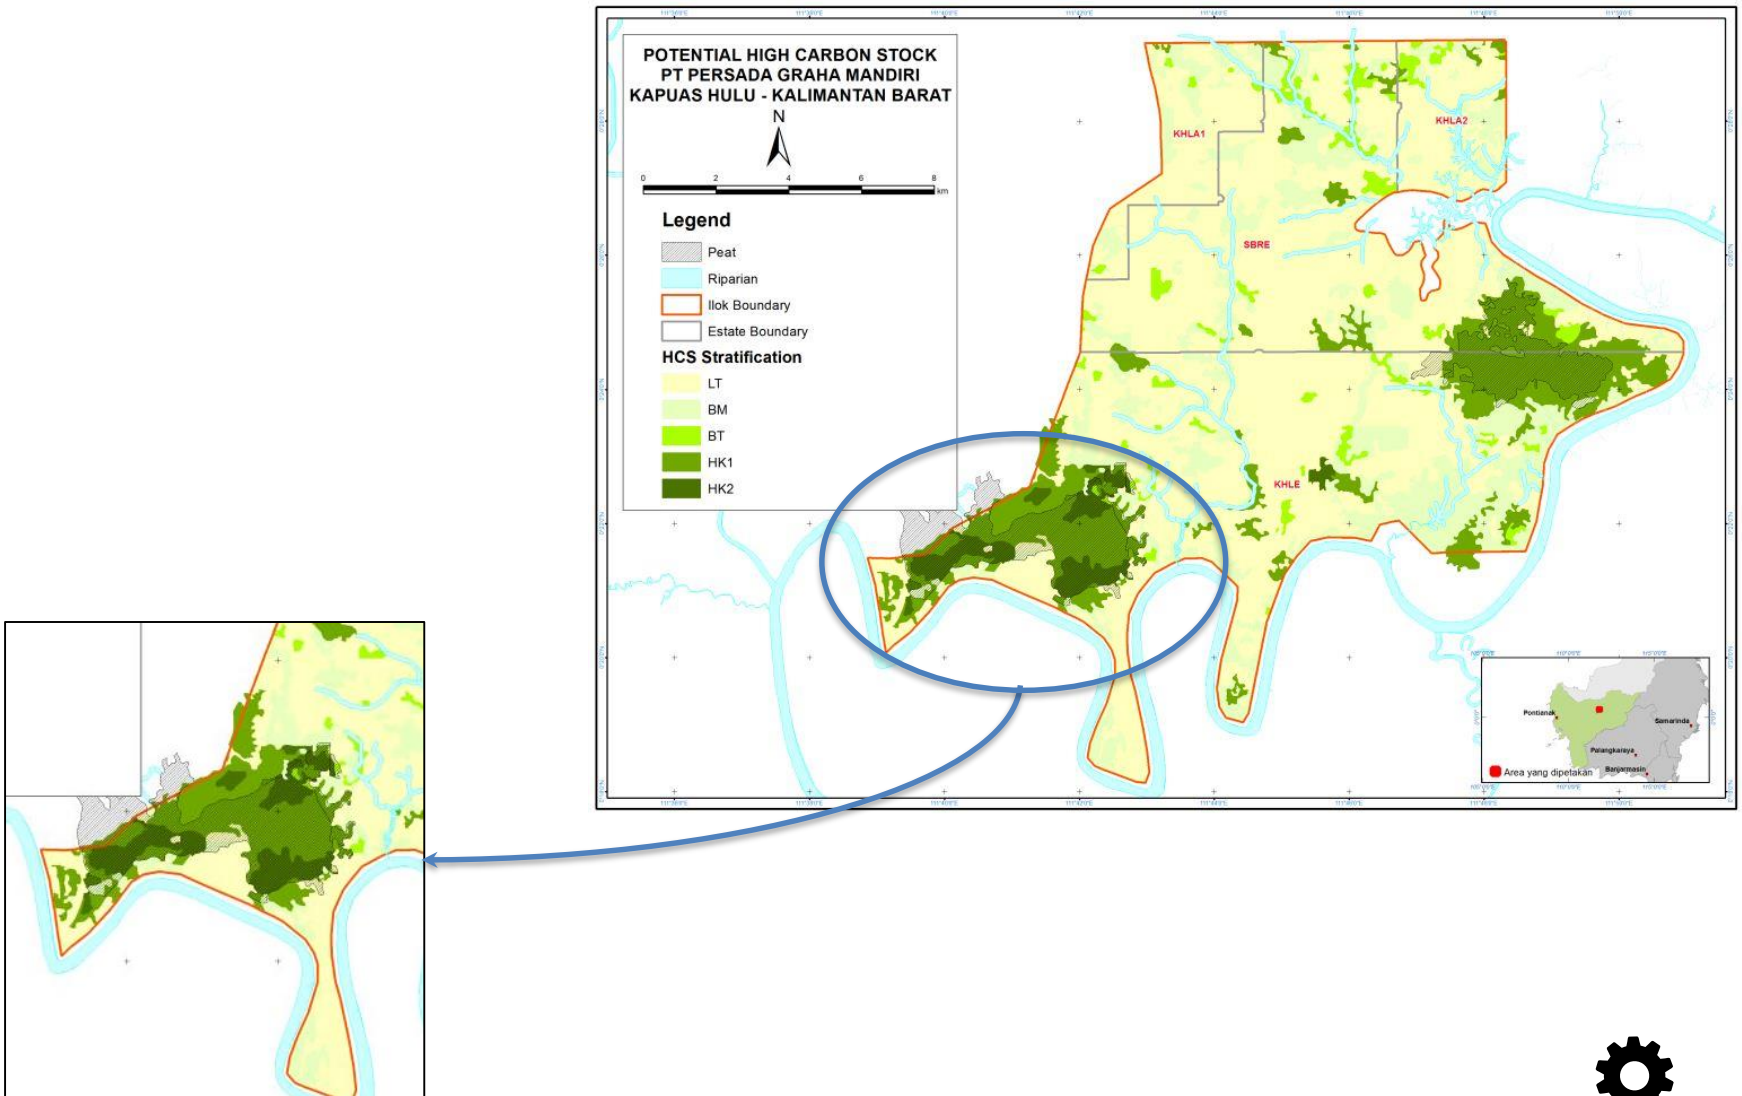 POTENTIAL HIGH CARBON STOCK
PT PERSADA GRAHA MANDIRI
KAPUAS HULU - KALIMANTAN BARAT
N
0 2 4 6 8
km
Legend
Peat
Riparian
Ilok Boundary
Estate Boundary
HCS Stratification
LT
BM
BT
HK1
HK2
KHLA1
KHLA2
SBRE
KHLE
Pontianak
Samarinda
Palangkaraya
Banjarmasin
Area yang dipetakan